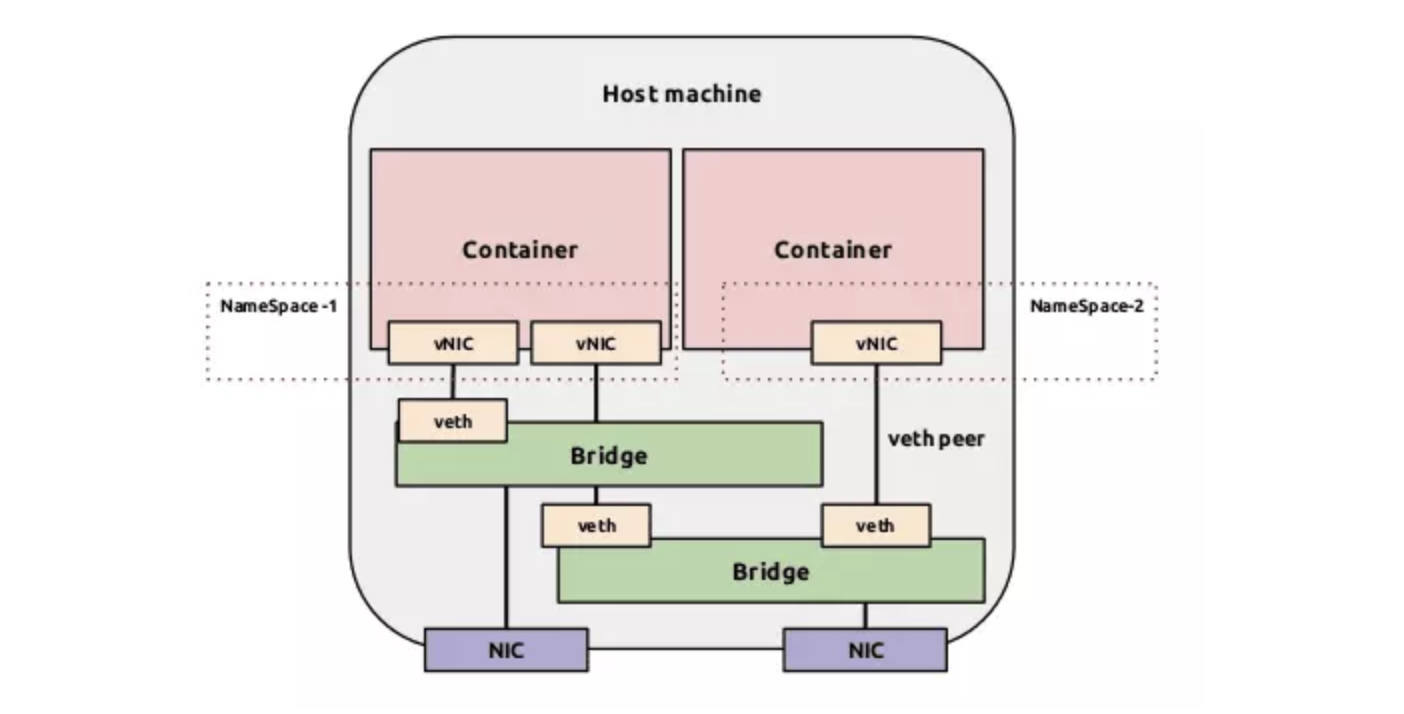 Host machine
Container
Container
NameSpace-1
NameSpace-2
vNIC
vNIC
vNIC
veth
veth peer
Bridge
veth
veth
Bridge
NIC
NIC